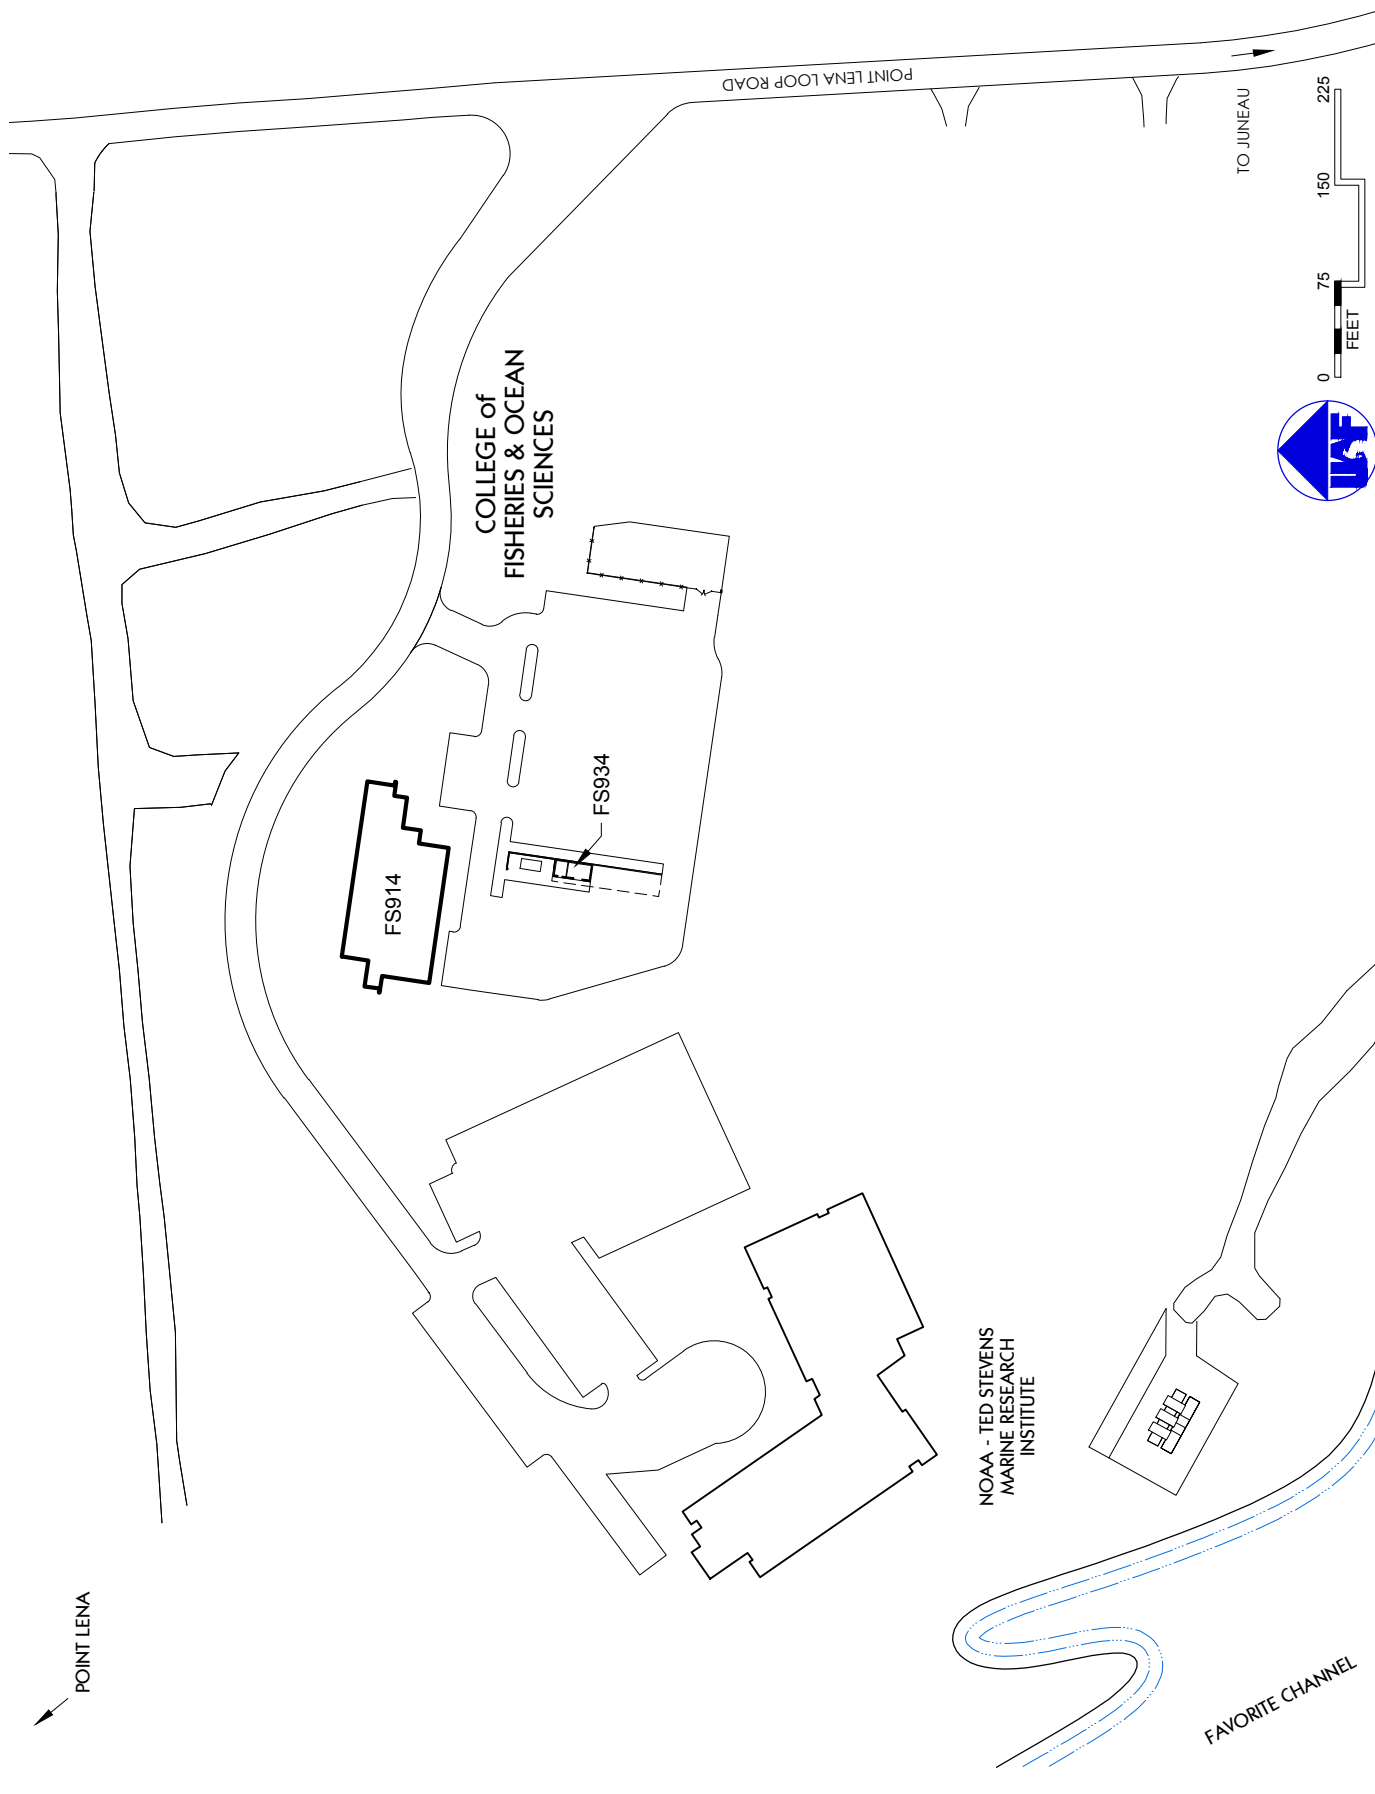 POINT LENA LOOP ROAD
TO JUNEAU
0 75 150 225
FEET
UAF
COLLEGE of
FISHERIES & OCEAN
SCIENCES
FS934
FS914
NOAA - TED STEVENS
MARINE RESEARCH
INSTITUTE
POINT LENA
FAVORITE CHANNEL